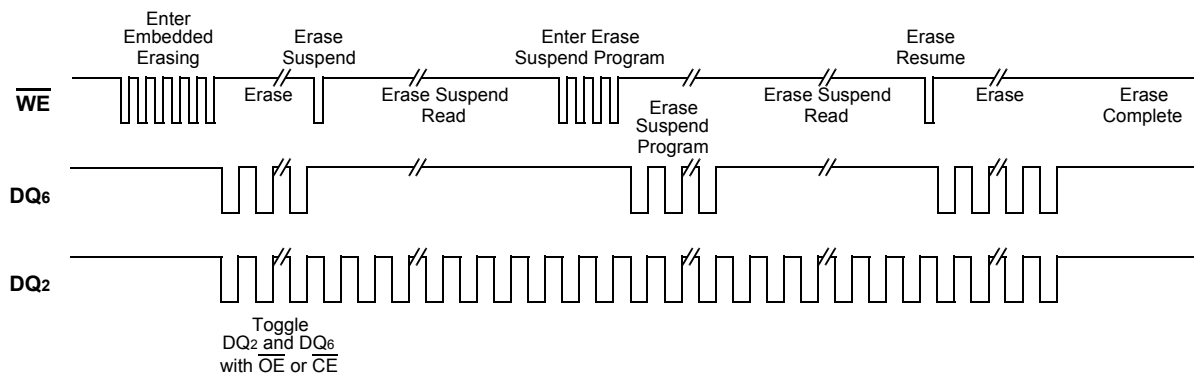 Enter
Embedded
Erasing
Erase
Suspend
Enter Erase
Suspend Program
Erase
Resume
WE
Erase
Erase Suspend
Read
Erase
Suspend
Program
Erase Suspend
Read
Erase
Erase
Complete
DQ6
DQ2
Toggle
DQ2 and DQ6
with OE or CE